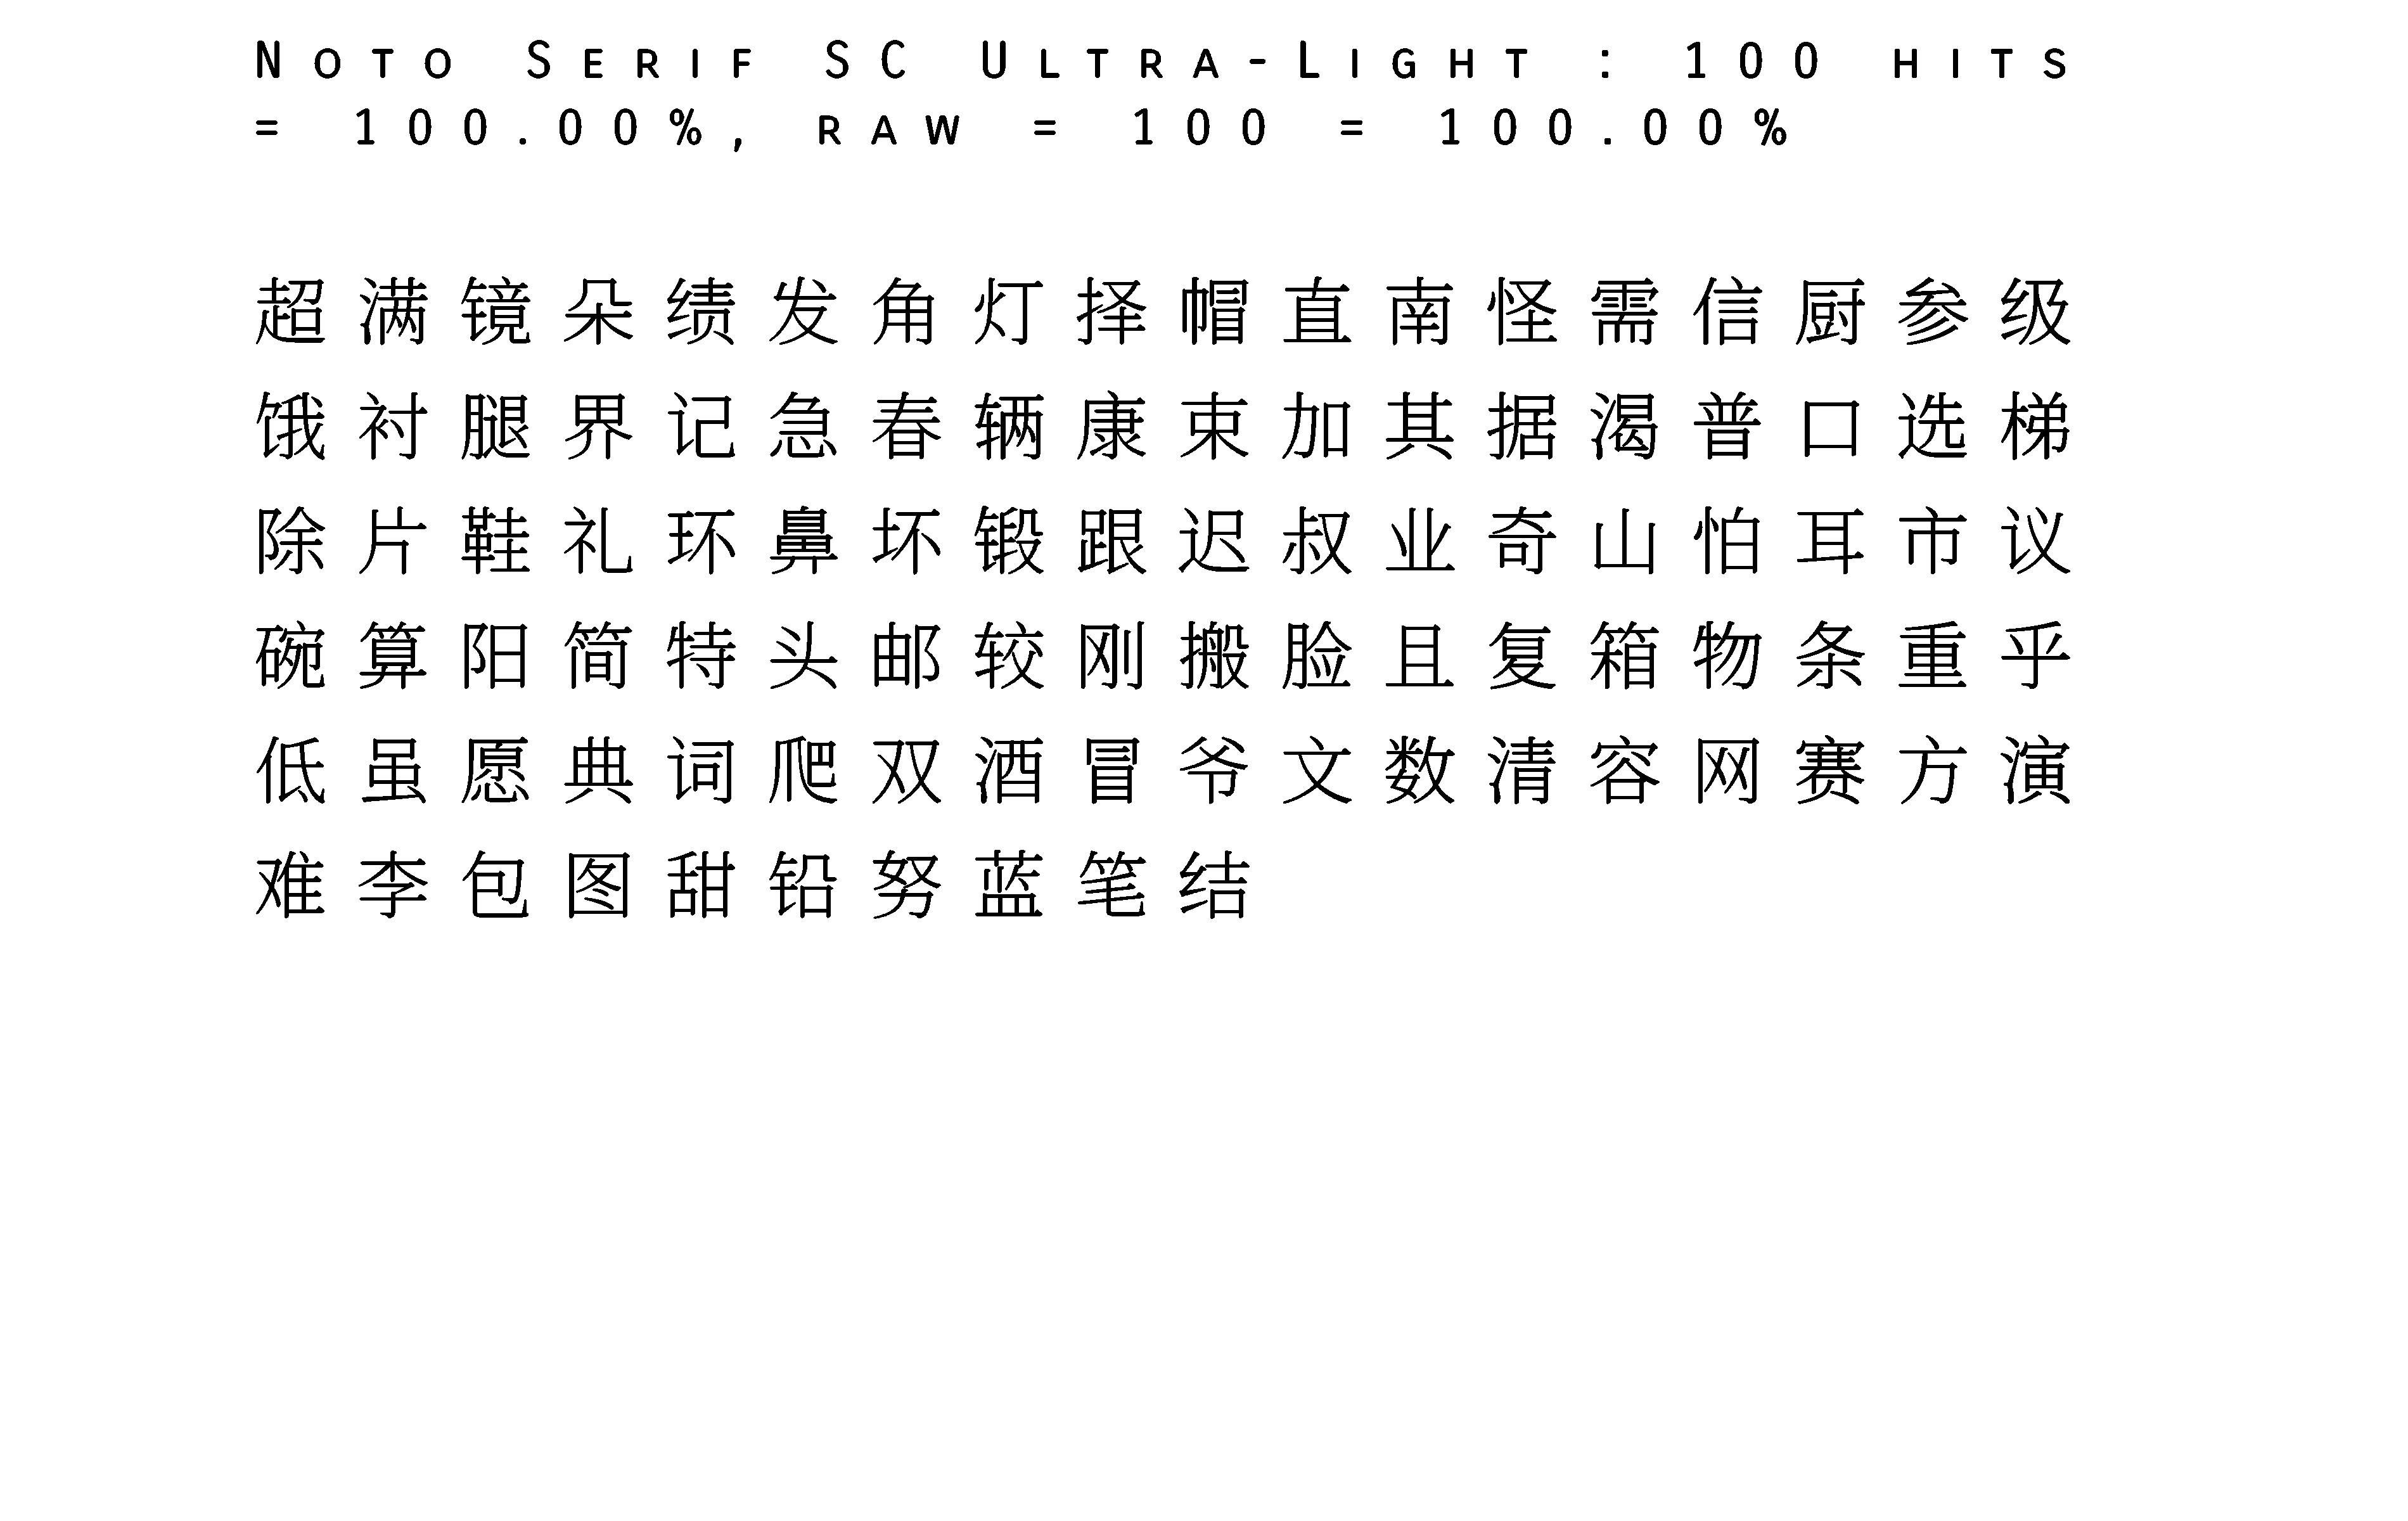 Noto Serif SC Ultra-Light : 100 hits
= 100.00%, raw = 100 = 100.00%
超满镜朵绩发角灯择帽直南怪需信厨参级
饿衬腿界记急春辆康束加其据渴普口选梯
除片鞋礼环鼻坏锻跟迟叔业奇山怕耳市议
碗算阳简特头邮较刚搬脸且复箱物条重乎
低虽愿典词爬双酒冒爷文数清容网赛方演
难李包图甜铅努蓝笔结